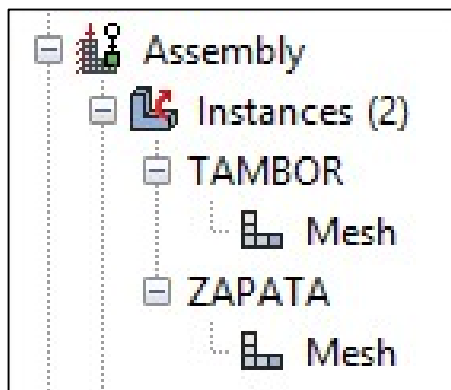 Assembly
Instances (2)
TAMBOR
Mesh
ZAPATA
Mesh